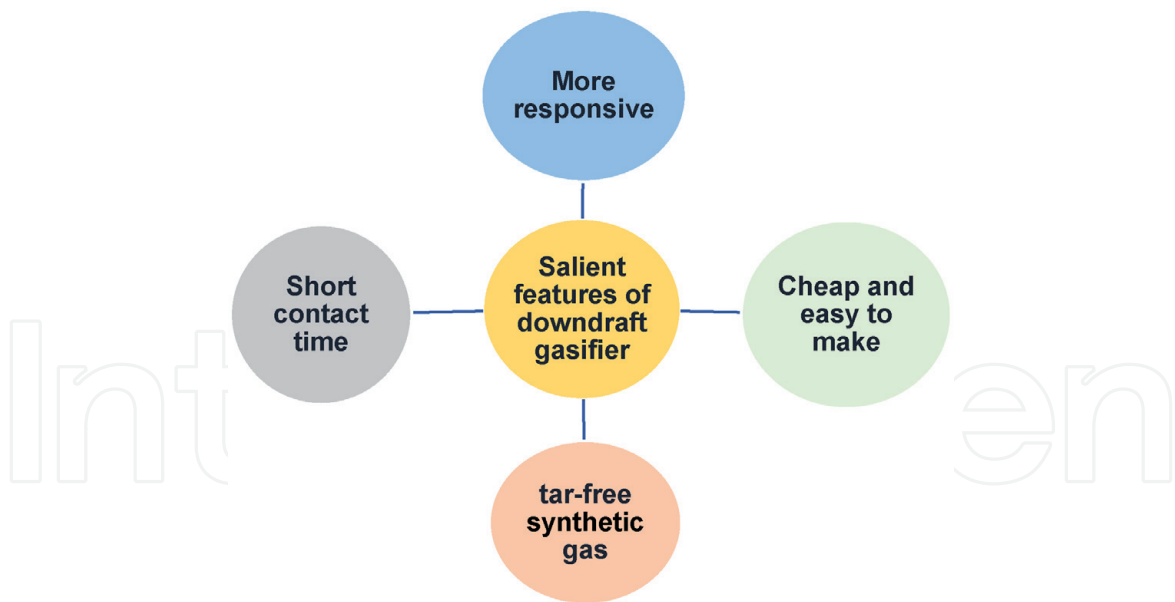 More
responsive
Short
contact
time
Salient
features of
downdraft
gasifier
Cheap and
easy to
make
tar-free
synthetic
gas